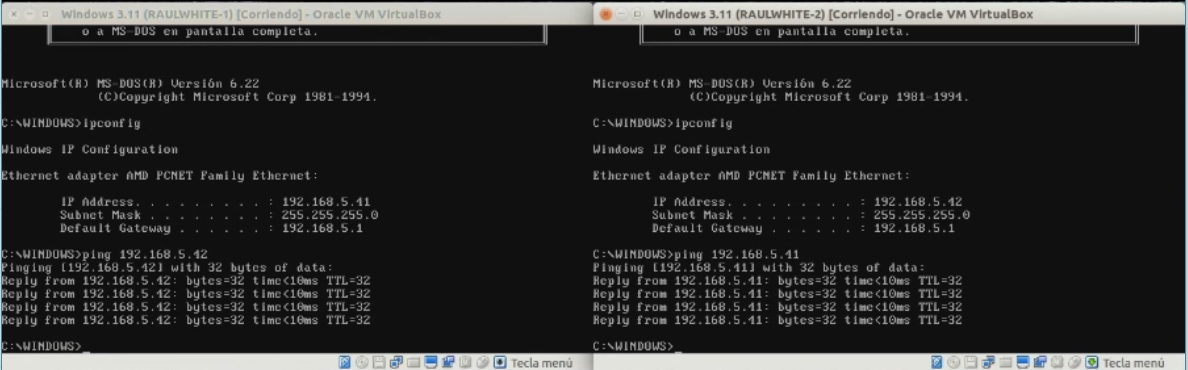 Windows 3.11 (RAULWHITE-1) [Corriendo] - Oracle VM VirtualBox
o a MS-DOS en pantalla completa.
Microsoft(R) MS-DOS(R) Versión 6.22
(C)Copyright Microsoft Corp 1981-1994.
C:\WINDOWS>ipconfig
Windows IP Configuration
Ethernet adapter AMD PCNET Family Ethernet:
IP Address. . . . . . . . . : 192.168.5.41
Subnet Mask . . . . . . . . : 255.255.255.0
Default Gateway . . . . . . : 192.168.5.1
C:\WINDOWS>ping 192.168.5.42
Pinging [192.168.5.42] with 32 bytes of data:
Reply from 192.168.5.42: bytes=32 time<10ms TTL=32
Reply from 192.168.5.42: bytes=32 time<10ms TTL=32
Reply from 192.168.5.42: bytes=32 time<10ms TTL=32
Reply from 192.168.5.42: bytes=32 time<10ms TTL=32
C:\WINDOWS>_
Tecla menú
Windows 3.11 (RAULWHITE-2) [Corriendo] - Oracle VM VirtualBox
o a MS-DOS en pantalla completa.
Microsoft(R) MS-DOS(R) Versión 6.22
(C)Copyright Microsoft Corp 1981-1994.
C:\WINDOWS>ipconfig
Windows IP Configuration
Ethernet adapter AMD PCNET Family Ethernet:
IP Address. . . . . . . . . : 192.168.5.42
Subnet Mask . . . . . . . . : 255.255.255.0
Default Gateway . . . . . . : 192.168.5.1
C:\WINDOWS>ping 192.168.5.41
Pinging [192.168.5.41] with 32 bytes of data:
Reply from 192.168.5.41: bytes=32 time<10ms TTL=32
Reply from 192.168.5.41: bytes=32 time<10ms TTL=32
Reply from 192.168.5.41: bytes=32 time<10ms TTL=32
Reply from 192.168.5.41: bytes=32 time<10ms TTL=32
C:\WINDOWS>_
Tecla menú